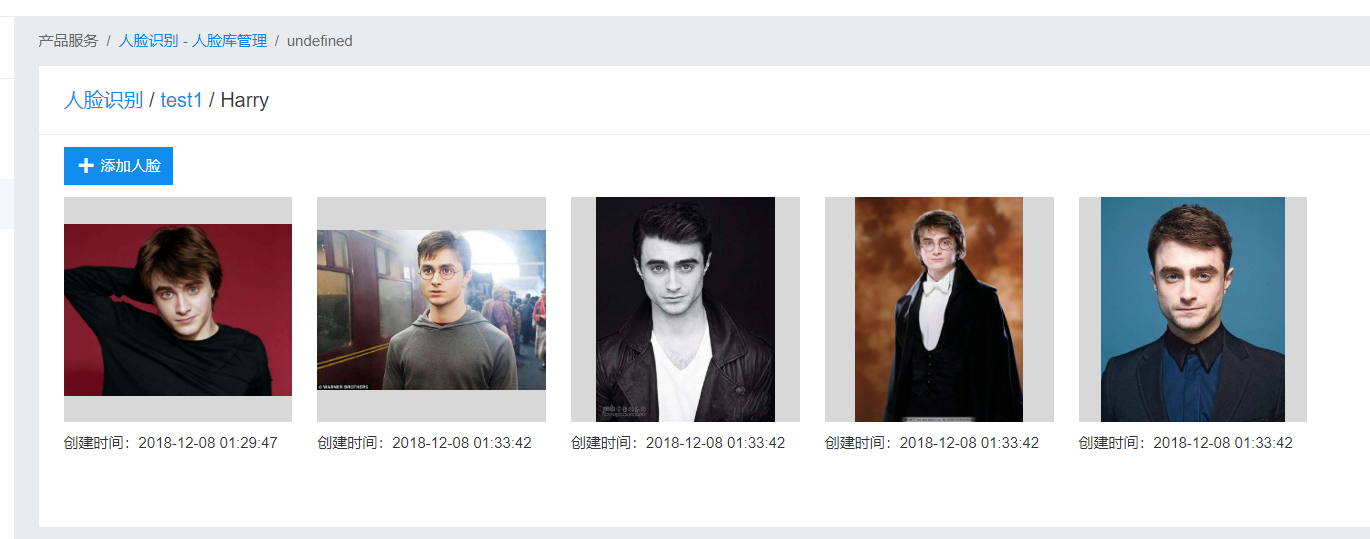 产品服务 / 人脸识别 - 人脸库管理 / undefined
人脸识别 / test1 / Harry
添加人脸
© WARNER BROTHERS
创建时间：2018-12-08 01:29:47
创建时间：2018-12-08 01:33:42
创建时间：2018-12-08 01:33:42
创建时间：2018-12-08 01:33:42
创建时间：2018-12-08 01:33:42